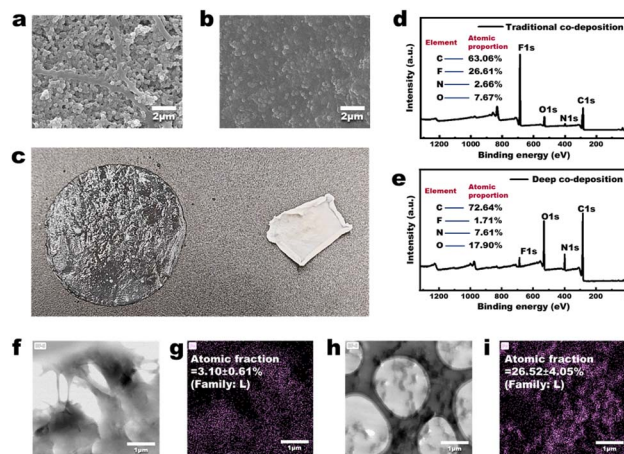 a
2μm
b
2μm
c
d
Traditional co-deposition
Element Atomic proportion
C 63.06%
F 26.61%
N 2.66%
O 7.67%
F1s
O1s
N1s
C1s
Intensity (a.u.)
1200 1000 800 600 400 200
Binding energy (eV)
e
Deep co-deposition
Element Atomic proportion
C 72.64%
F 1.71%
N 7.61%
O 17.90%
F1s
O1s
N1s
C1s
Intensity (a.u.)
1200 1000 800 600 400 200
Binding energy (eV)
f
1μm
g
Atomic fraction
=3.10±0.61%
(Family: L)
1μm
h
1μm
i
Atomic fraction
=26.52±4.05%
(Family: L)
1μm